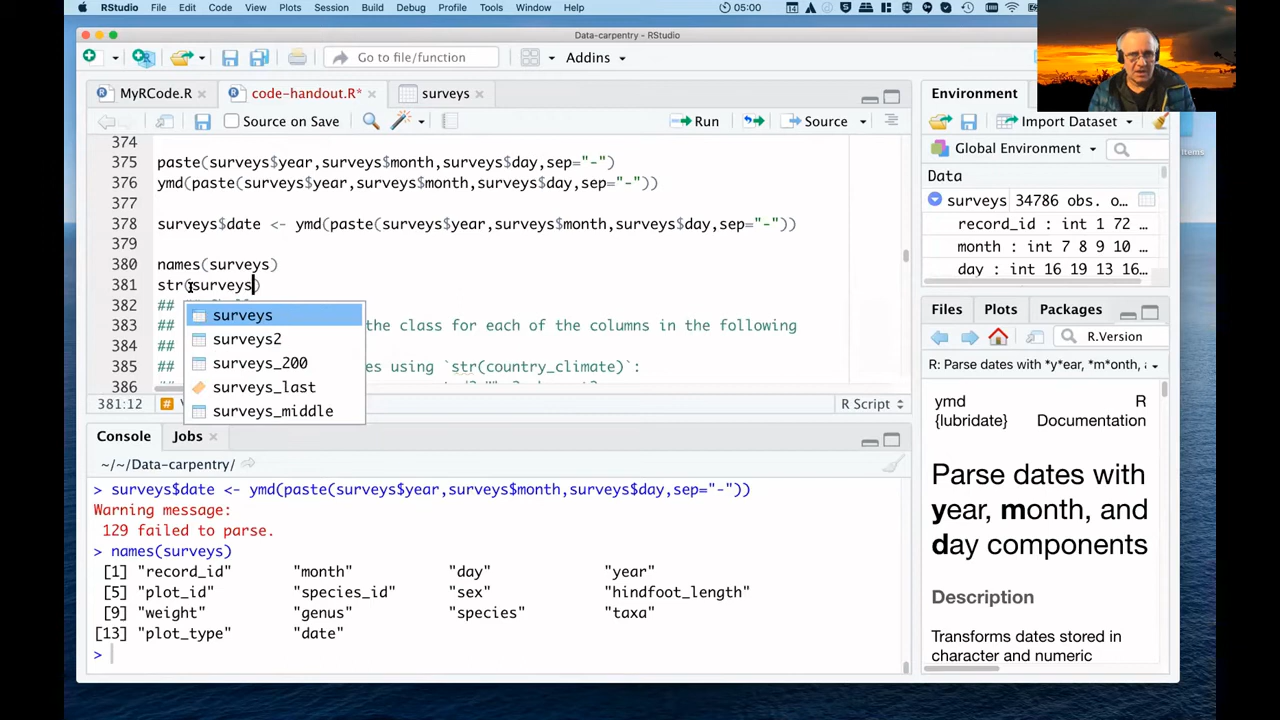 RStudio File Edit Code View Plots Session Build Debug Profile Tools Window Help 05:00
Data-carpentry - RStudio
Go to file/function Addins
MyRCode.R code-handout.R* surveys
Source on Save Run Source
374
375 paste(surveys$year,surveys$month,surveys$day,sep="-")
376 ymd(paste(surveys$year,surveys$month,surveys$day,sep="-"))
377
378 surveys$date <- ymd(paste(surveys$year,surveys$month,surveys$day,sep="-"))
379
380 names(surveys)
381 str(surveys)
382 ##
383 ## the class for each of the columns in the following
384 ##
385 ## es using `str(country_climate)`:
386
surveys
surveys2
surveys_200
surveys_last
surveys_middle
381:12 R Script
Console Jobs
~/~/Data-carpentry/
> surveys$date <- ymd(paste(surveys$year,surveys$month,surveys$day,sep="-"))
Warning message:
129 failed to parse.
> names(surveys)
[1] "record_id" "month" "day" "year"
[5] "plot_id" "species_id" "sex" "hindfoot_length"
[9] "weight" "genus" "species" "taxa"
[13] "plot_type" "date"
>
Environment
Import Dataset
Global Environment
Data
surveys 34786 obs. o…
record_id : int 1 72 …
month : int 7 8 9 10 …
day : int 16 19 13 16…
Files Plots Packages
R.Version
R: Parse dates with *y*ear, *m*onth,
ymd R
{lubridate} Documentation
Parse dates with
year, month, and
day components
Description
Transforms dates stored in
character and numeric